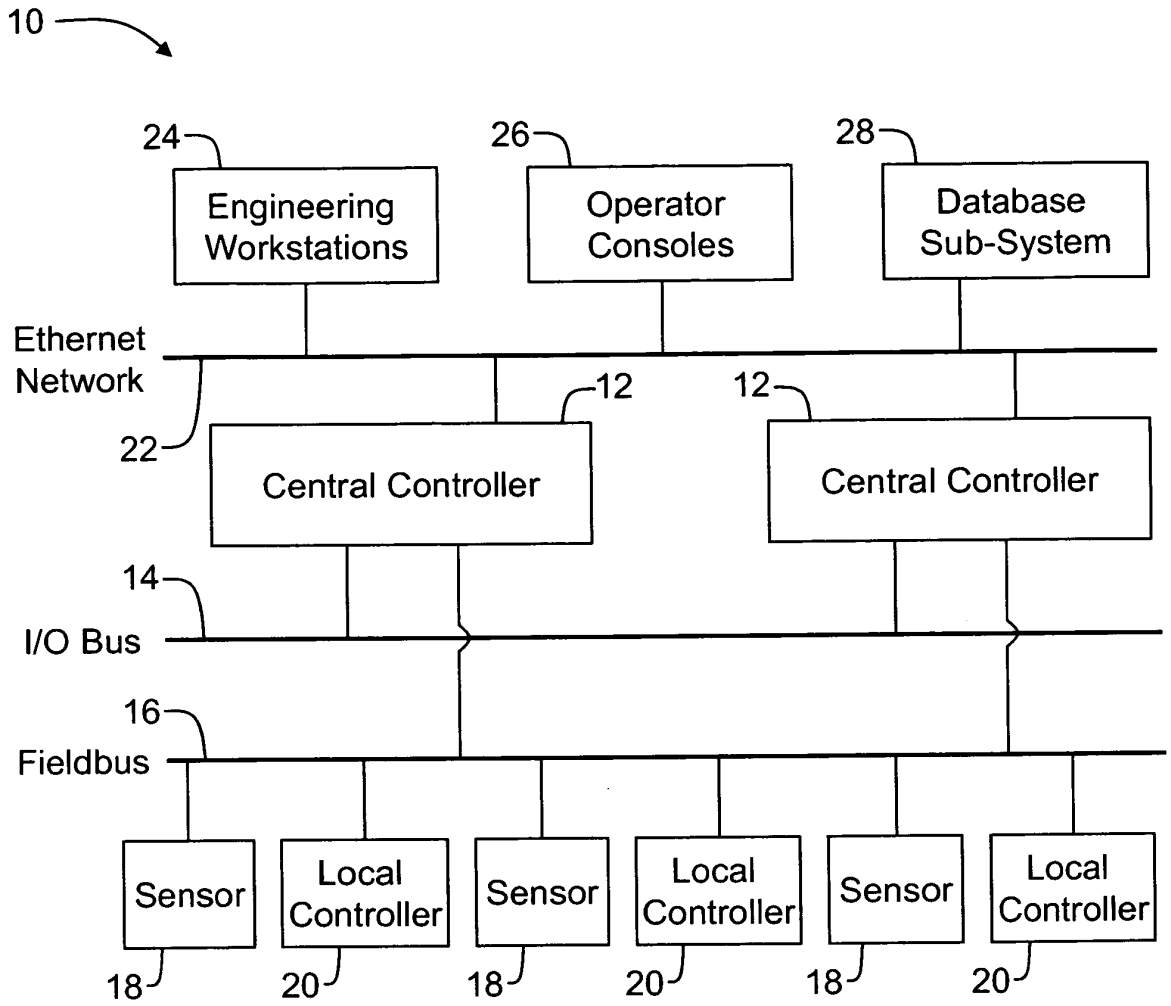 10
24
26
28
Engineering
Workstations
Operator
Consoles
Database
Sub-System
Ethernet
Network
22
12
12
Central Controller
Central Controller
14
I/O Bus
16
Fieldbus
Sensor
Local
Controller
Sensor
Local
Controller
Sensor
Local
Controller
18
20
18
20
18
20